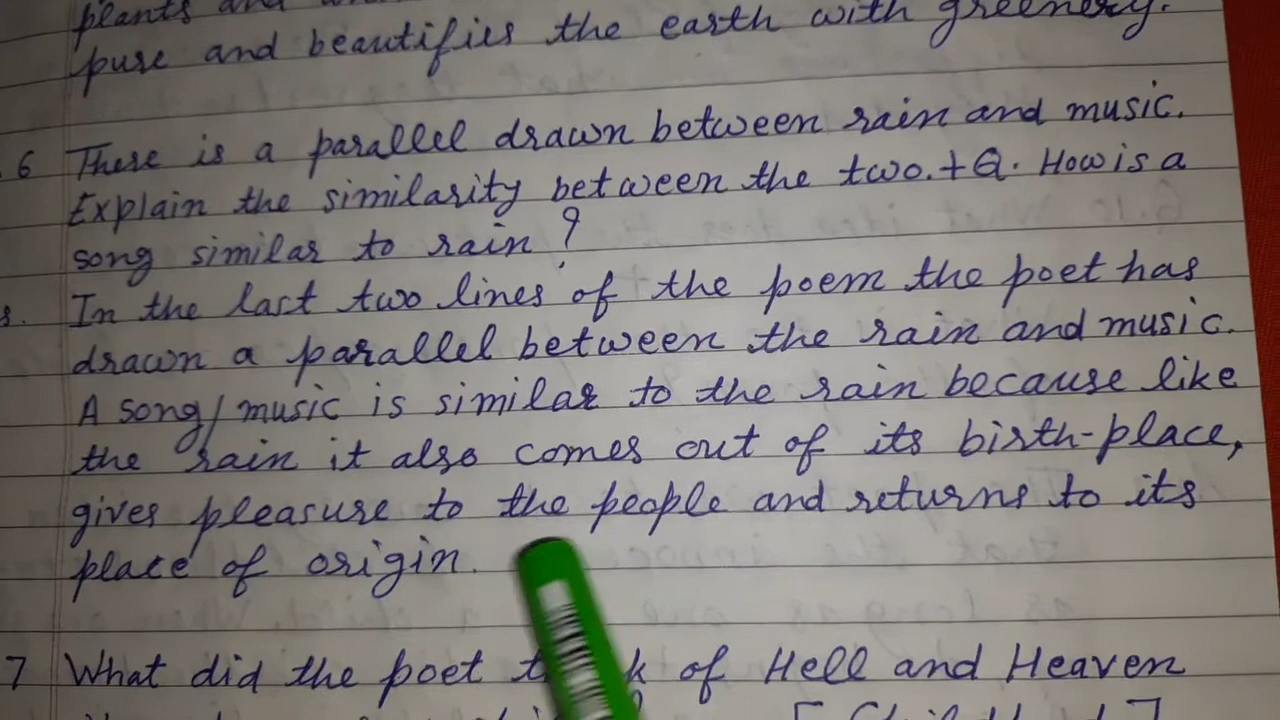 plants and
pure and beautifies the earth with greenery.
6 There is a parallel drawn between rain and music.
Explain the similarity between the two. + Q. How is a
song similar to rain ?
s. In the last two lines of the poem the poet has
drawn a parallel between the rain and music.
A song/music is similar to the rain because like
the rain it also comes out of its birth-place,
gives pleasure to the people and returns to its
place of origin.
7 What did the poet of Hell and Heaven